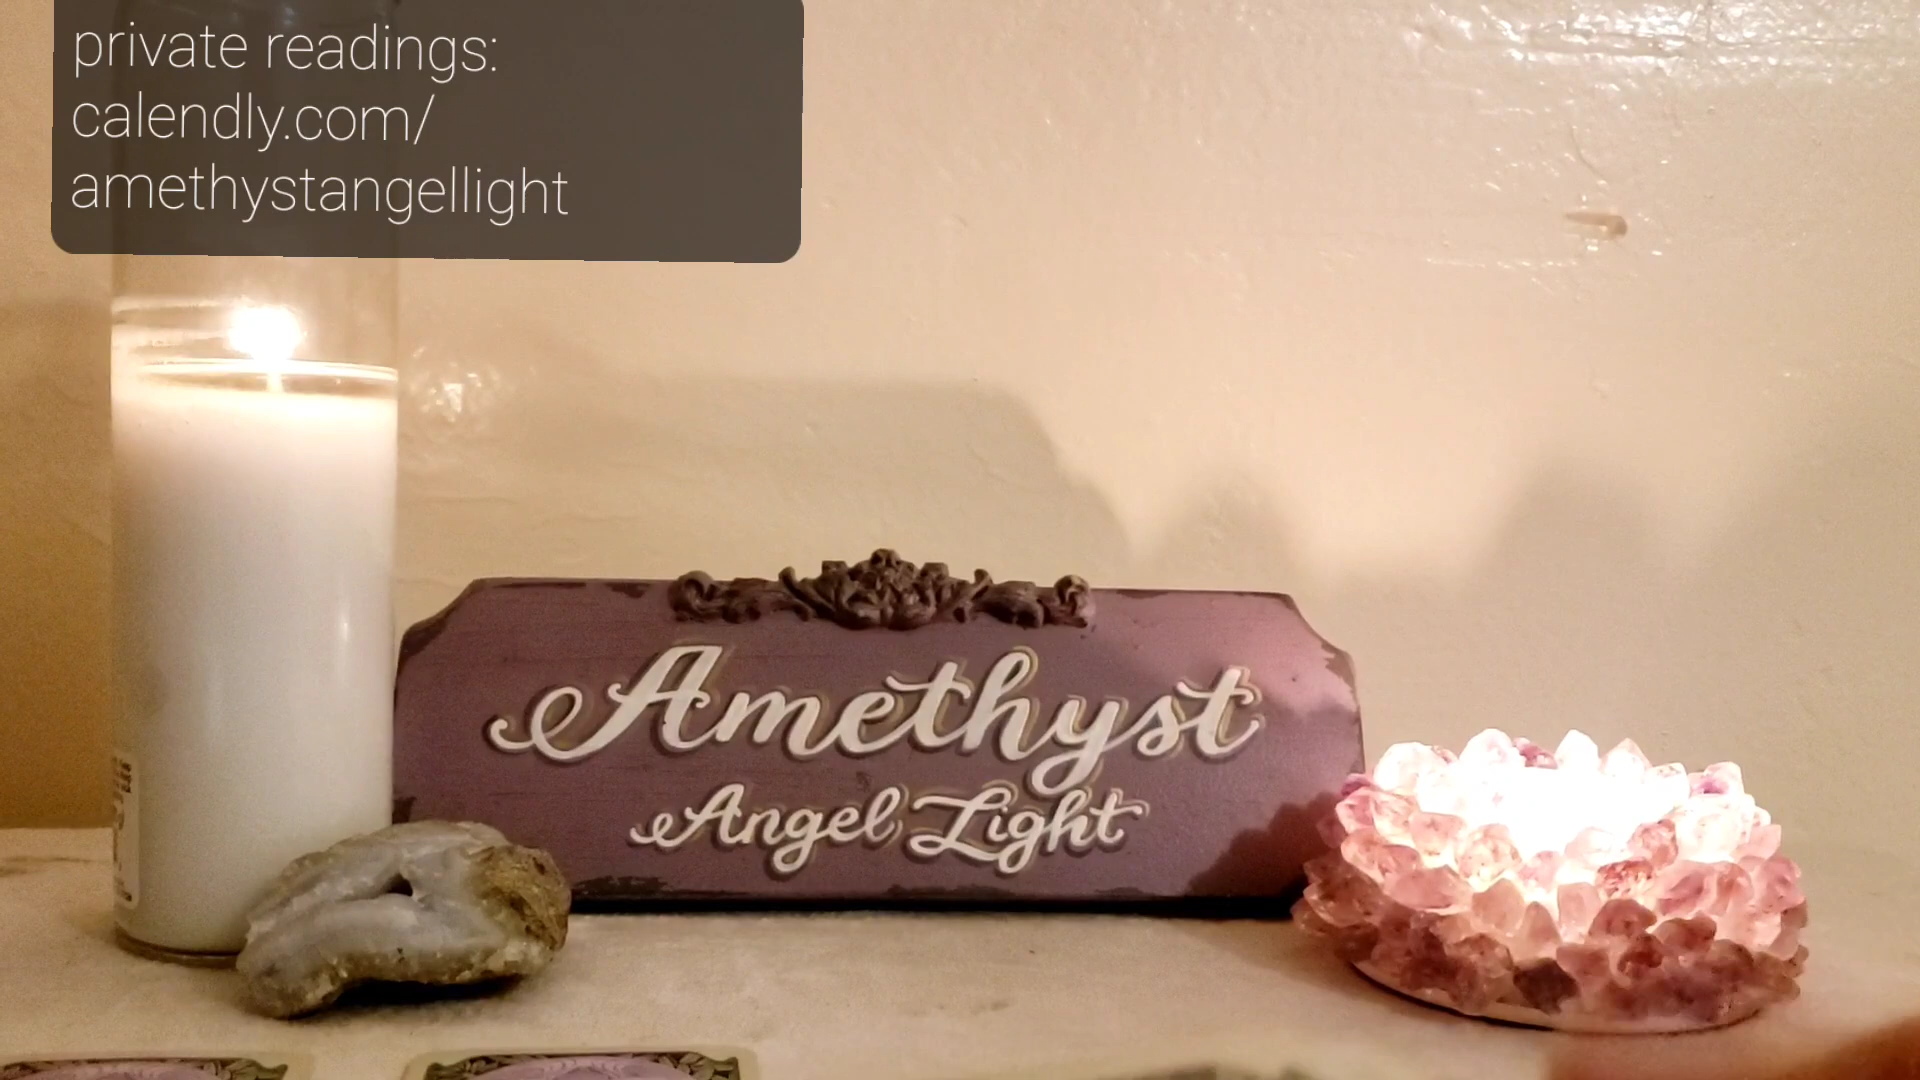 private readings:
calendly.com/
amethystangellight
Amethyst
Angel Light